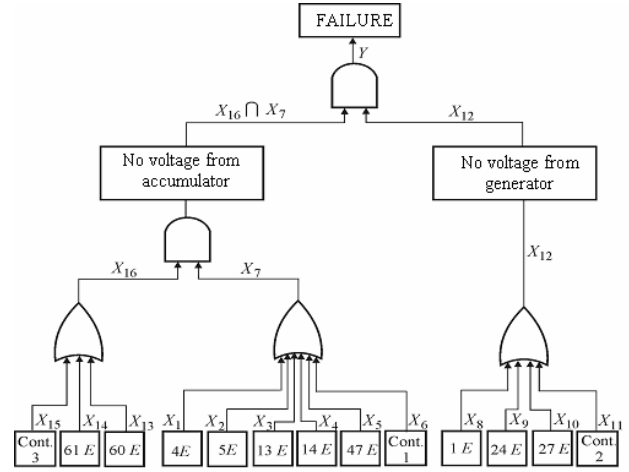 FAILURE
Y
X16 ⋂ X7
X12
No voltage from
accumulator
No voltage from
generator
X12
X16
X7
X15
X14
X13
X1
X2
X3
X4
X5
X6
X8
X9
X10
X11
Cont.
3
61 E
60 E
4E
5E
13 E
14 E
47 E
Cont.
1
1 E
24 E
27 E
Cont.
2